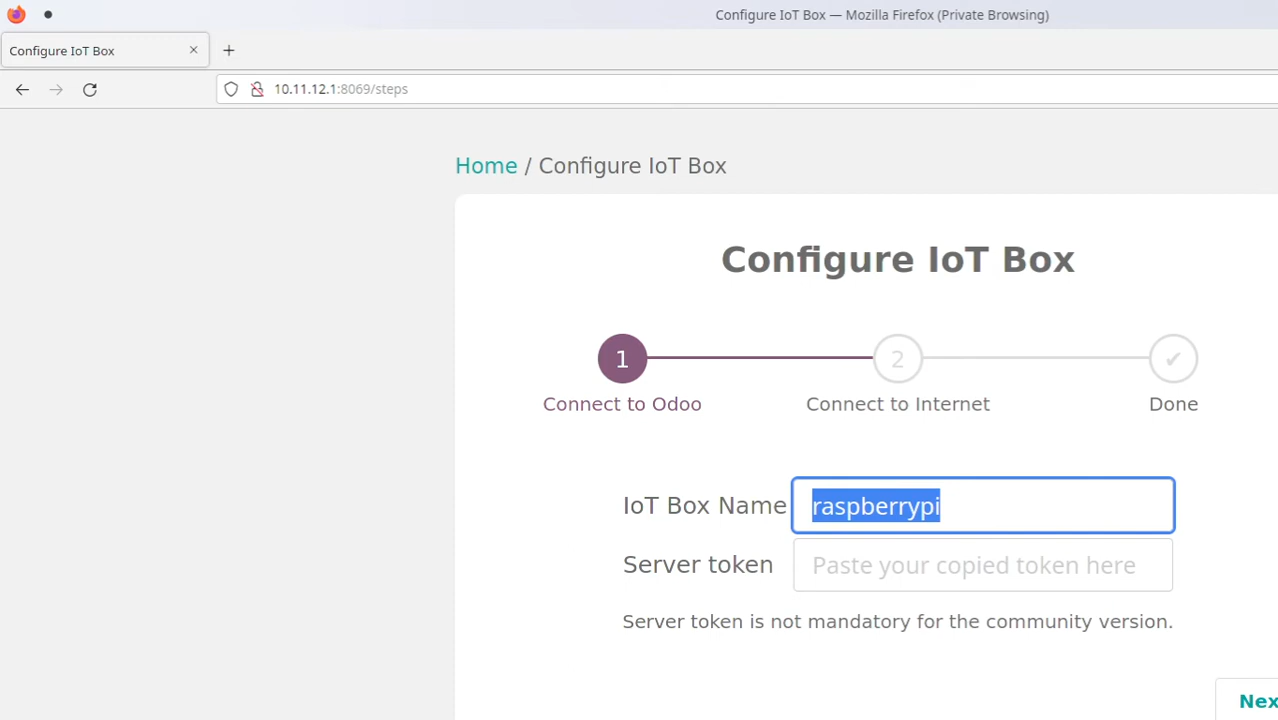 Configure IoT Box — Mozilla Firefox (Private Browsing)
Configure IoT Box
10.11.12.1:8069/steps
Home / Configure IoT Box
Configure IoT Box
1 2 ✔
Connect to Odoo Connect to Internet Done
IoT Box Name raspberrypi
Server token Paste your copied token here
Server token is not mandatory for the community version.
Nex